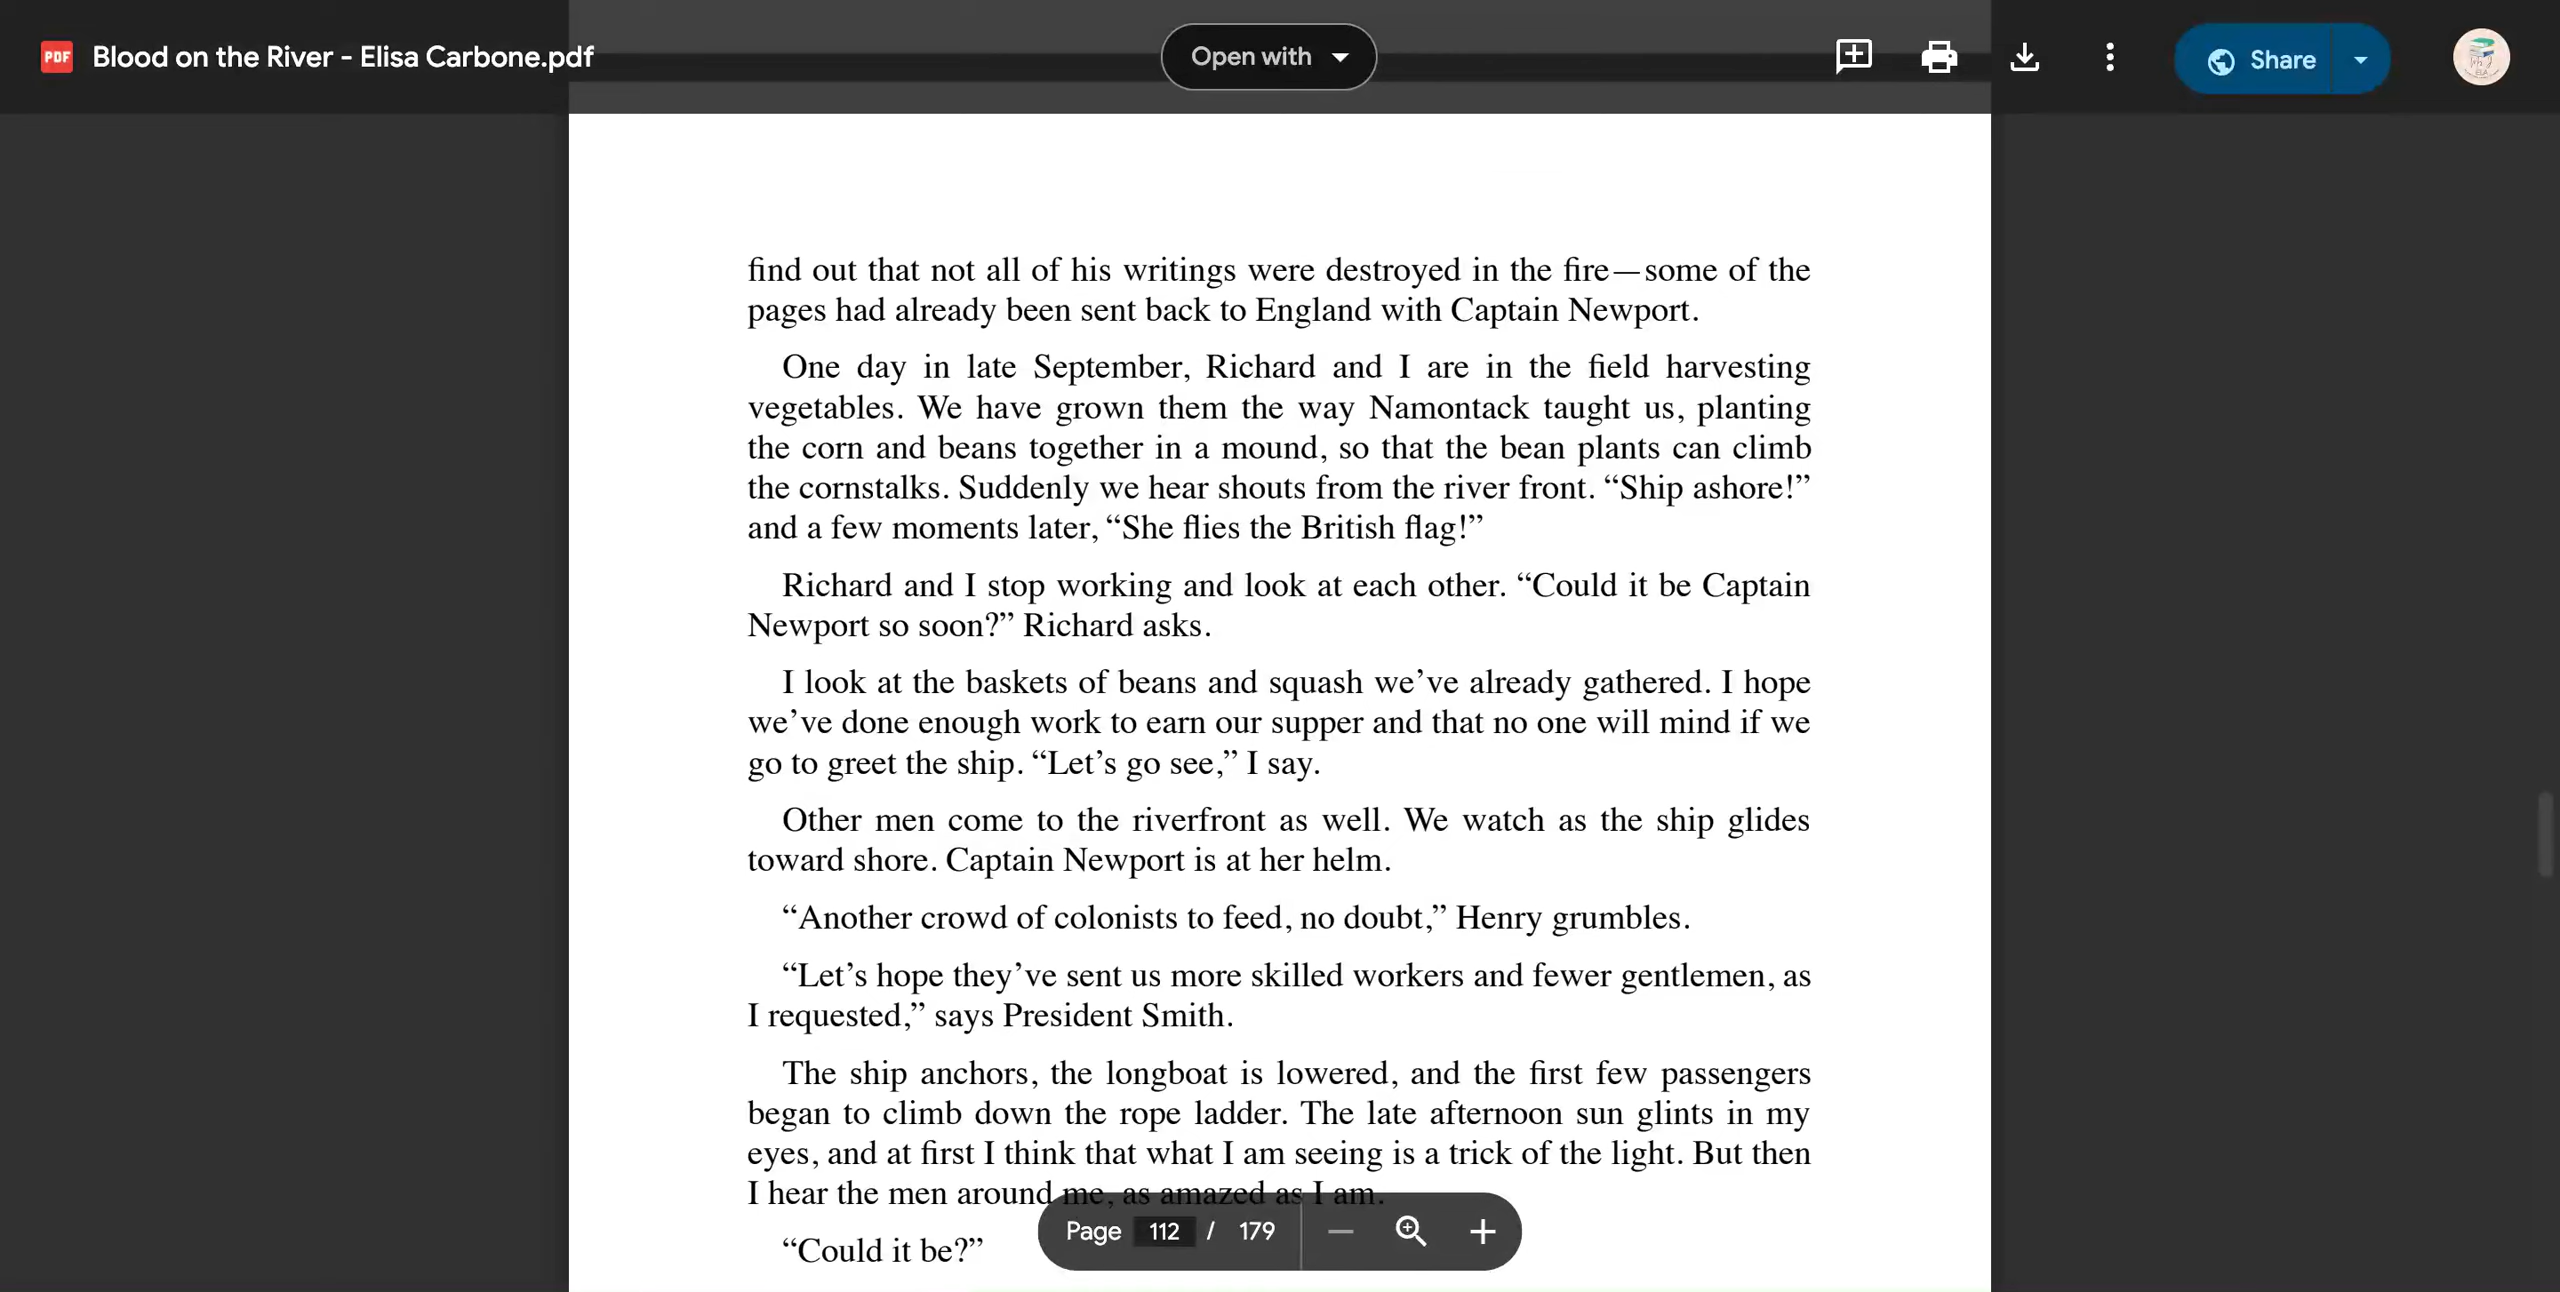 PDF Blood on the River - Elisa Carbone.pdf
Open with
Share
find out that not all of his writings were destroyed in the fire—some of the
pages had already been sent back to England with Captain Newport.
One day in late September, Richard and I are in the field harvesting
vegetables. We have grown them the way Namontack taught us, planting
the corn and beans together in a mound, so that the bean plants can climb
the cornstalks. Suddenly we hear shouts from the river front. “Ship ashore!”
and a few moments later, “She flies the British flag!”
Richard and I stop working and look at each other. “Could it be Captain
Newport so soon?” Richard asks.
I look at the baskets of beans and squash we’ve already gathered. I hope
we’ve done enough work to earn our supper and that no one will mind if we
go to greet the ship. “Let’s go see,” I say.
Other men come to the riverfront as well. We watch as the ship glides
toward shore. Captain Newport is at her helm.
“Another crowd of colonists to feed, no doubt,” Henry grumbles.
“Let’s hope they’ve sent us more skilled workers and fewer gentlemen, as
I requested,” says President Smith.
The ship anchors, the longboat is lowered, and the first few passengers
began to climb down the rope ladder. The late afternoon sun glints in my
eyes, and at first I think that what I am seeing is a trick of the light. But then
I hear the men around me, as amazed as I am.
“Could it be?”
Page 112 / 179